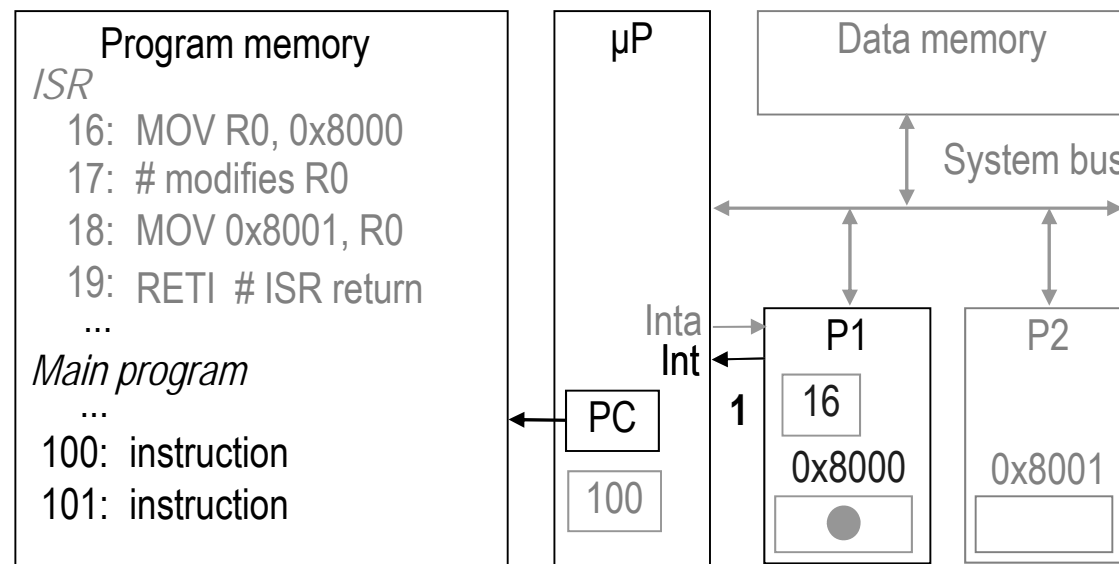 Program memory
ISR
16: MOV R0, 0x8000
17: # modifies R0
18: MOV 0x8001, R0
19: RETI # ISR return
...
Main program
...
100: instruction
101: instruction
µP
Inta
Int
PC
100
1
Data memory
System bus
P1
16
0x8000
P2
0x8001